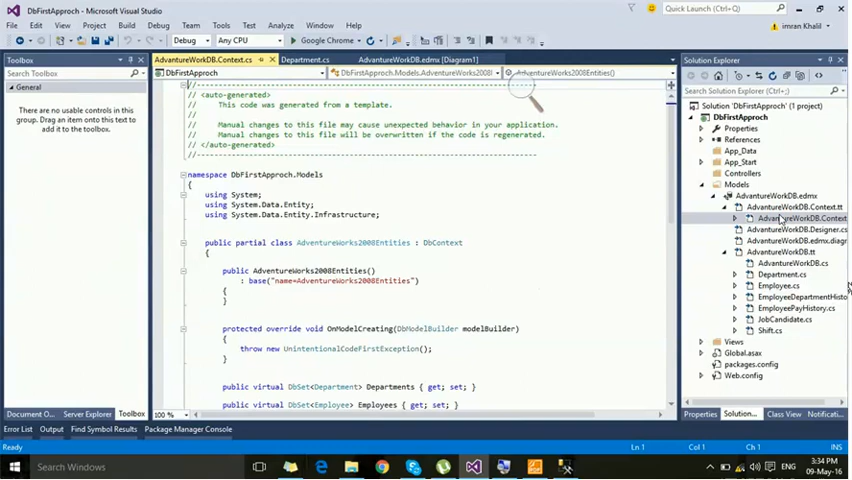 DbFirstApproch - Microsoft Visual Studio
Quick Launch (Ctrl+Q)
File Edit View Project Build Debug Team Tools Test Analyze Window Help
imran Khalil
Debug Any CPU Google Chrome
Toolbox
Search Toolbox
General
There are no usable controls in this
group. Drag an item onto this text to
add it to the toolbox.
Document O... Server Explorer Toolbox
AdvantureWorkDB.Context.cs Department.cs AdvantureWorkDB.edmx [Diagram1]
DbFirstApproch DbFirstApproch.Models.AdventureWorks2008I AdventureWorks2008Entities()
//------------------------------------------------------------------------------
// <auto-generated>
// This code was generated from a template.
//
// Manual changes to this file may cause unexpected behavior in your application.
// Manual changes to this file will be overwritten if the code is regenerated.
// </auto-generated>
//------------------------------------------------------------------------------
namespace DbFirstApproch.Models
{
using System;
using System.Data.Entity;
using System.Data.Entity.Infrastructure;
public partial class AdventureWorks2008Entities : DbContext
{
public AdventureWorks2008Entities()
: base("name=AdventureWorks2008Entities")
{
}
protected override void OnModelCreating(DbModelBuilder modelBuilder)
{
throw new UnintentionalCodeFirstException();
}
public virtual DbSet<Department> Departments { get; set; }
public virtual DbSet<Employee> Employees { get; set; }
100 %
Solution Explorer
Search Solution Explorer (Ctrl+;)
Solution 'DbFirstApproch' (1 project)
DbFirstApproch
Properties
References
App_Data
App_Start
Controllers
Models
AdvantureWorkDB.edmx
AdvantureWorkDB.Context.tt
AdvantureWorkDB.Context
AdvantureWorkDB.Designer.cs
AdvantureWorkDB.edmx.diagr
AdvantureWorkDB.tt
AdvantureWorkDB.cs
Department.cs
Employee.cs
EmployeeDepartmentHisto
EmployeePayHistory.cs
JobCandidate.cs
Shift.cs
Views
Global.asax
packages.config
Web.config
Properties Solution... Class View Notificati...
Error List Output Find Symbol Results Package Manager Console
Ready Ln 1 Col 1 Ch 1 INS
Search Windows
3:34 PM
09-May-16